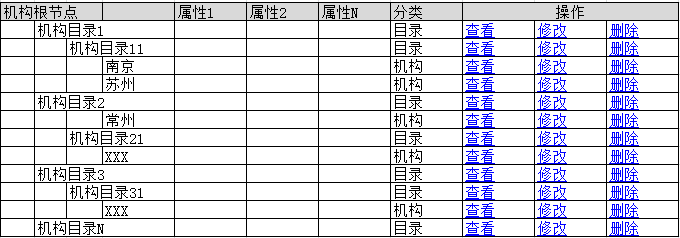 机构根节点 属性1 属性2 属性N 分类 操作
机构目录1 目录 查看 修改 删除
机构目录11 目录 查看 修改 删除
南京 机构 查看 修改 删除
苏州 机构 查看 修改 删除
机构目录2 目录 查看 修改 删除
常州 机构 查看 修改 删除
机构目录21 目录 查看 修改 删除
XXX 机构 查看 修改 删除
机构目录3 目录 查看 修改 删除
机构目录31 目录 查看 修改 删除
XXX 机构 查看 修改 删除
机构目录N 目录 查看 修改 删除